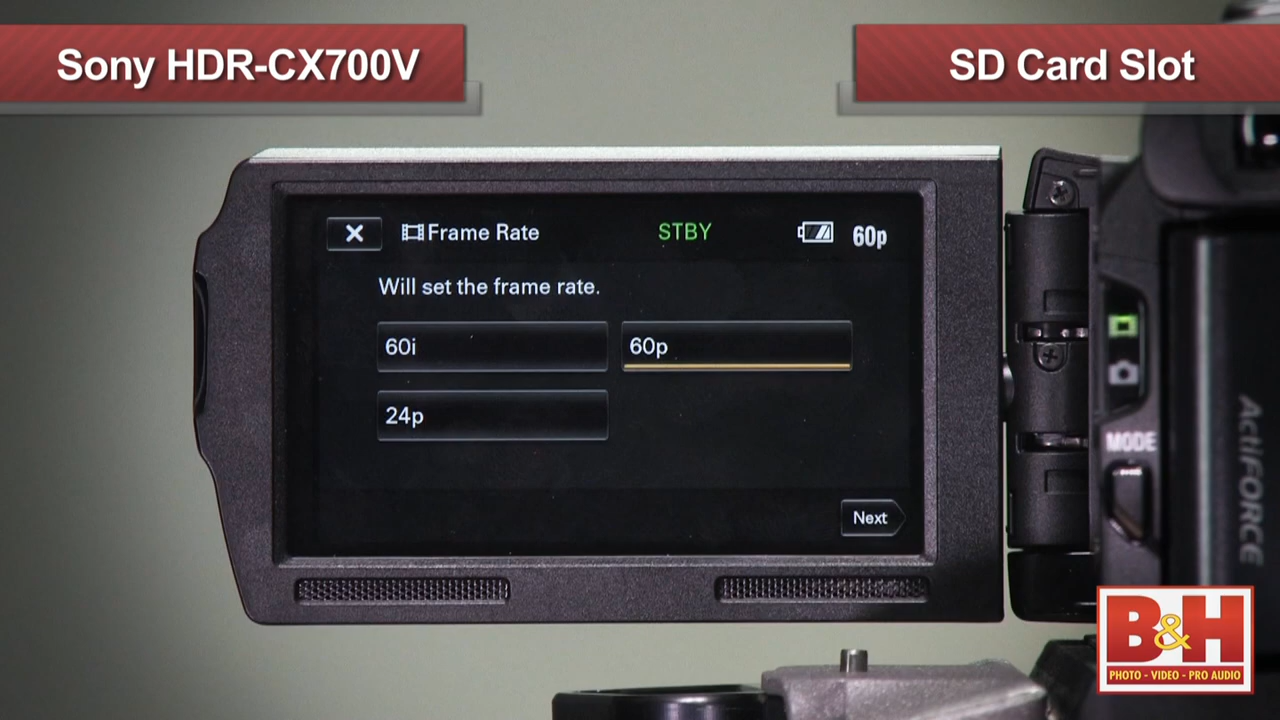 Sony HDR-CX700V
SD Card Slot
Frame Rate
STBY
60p
Will set the frame rate.
60i
60p
24p
Next
MODE
ActiFORCE
B&H
PHOTO - VIDEO - PRO AUDIO